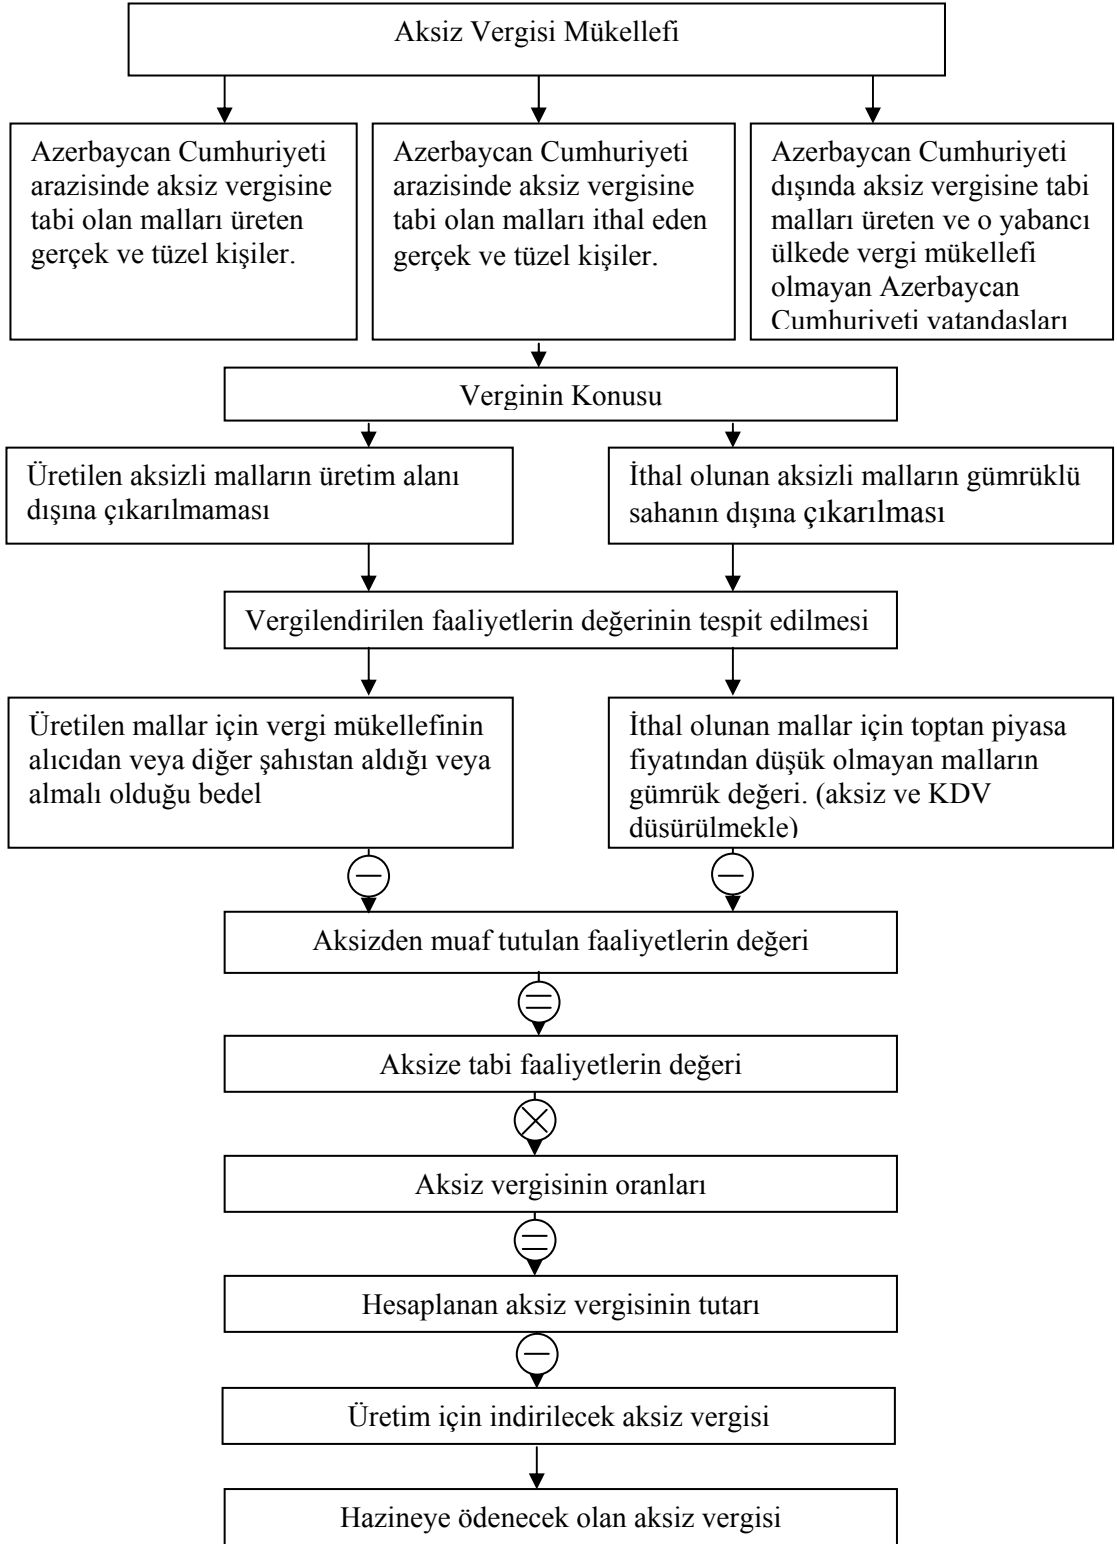 Aksiz Vergisi Mükellefi
Azerbaycan Cumhuriyeti
arazisinde aksiz vergisine
tabi olan malları üreten
gerçek ve tüzel kişiler.
Azerbaycan Cumhuriyeti
arazisinde aksiz vergisine
tabi olan malları ithal eden
gerçek ve tüzel kişiler.
Azerbaycan Cumhuriyeti
dışında aksiz vergisine tabi
malları üreten ve o yabancı
ülkede vergi mükellefi
olmayan Azerbaycan
Cumhuriyeti vatandaşları
Verginin Konusu
Üretilen aksizli malların üretim alanı
dışına çıkarılmaması
İthal olunan aksizli malların gümrüklü
sahanın dışına çıkarılması
Vergilendirilen faaliyetlerin değerinin tespit edilmesi
Üretilen mallar için vergi mükellefinin
alıcıdan veya diğer şahıstan aldığı veya
almalı olduğu bedel
İthal olunan mallar için toptan piyasa
fiyatından düşük olmayan malların
gümrük değeri. (aksiz ve KDV
düşürülmekle)
Aksizden muaf tutulan faaliyetlerin değeri
Aksize tabi faaliyetlerin değeri
Aksiz vergisinin oranları
Hesaplanan aksiz vergisinin tutarı
Üretim için indirilecek aksiz vergisi
Hazineye ödenecek olan aksiz vergisi